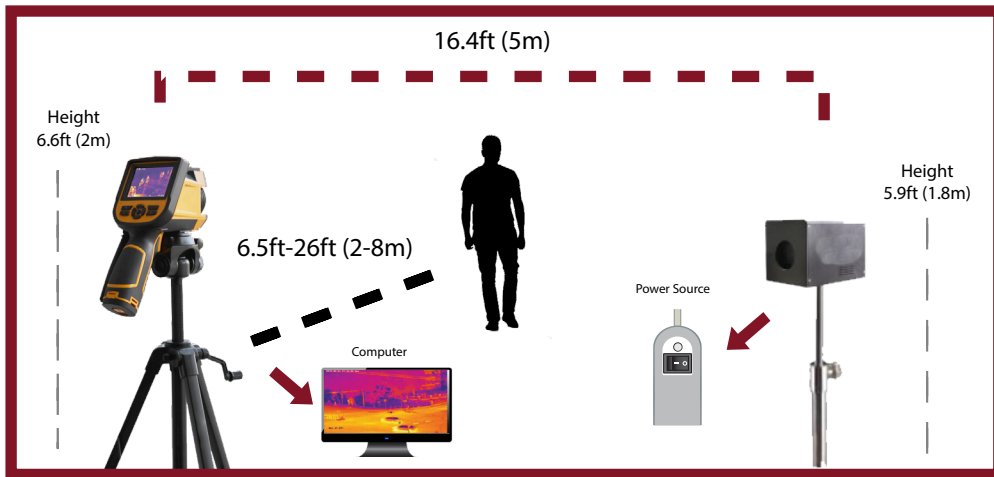 16.4ft (5m)
Height
6.6ft (2m)
Height
5.9ft (1.8m)
6.5ft-26ft (2-8m)
Power Source
Computer